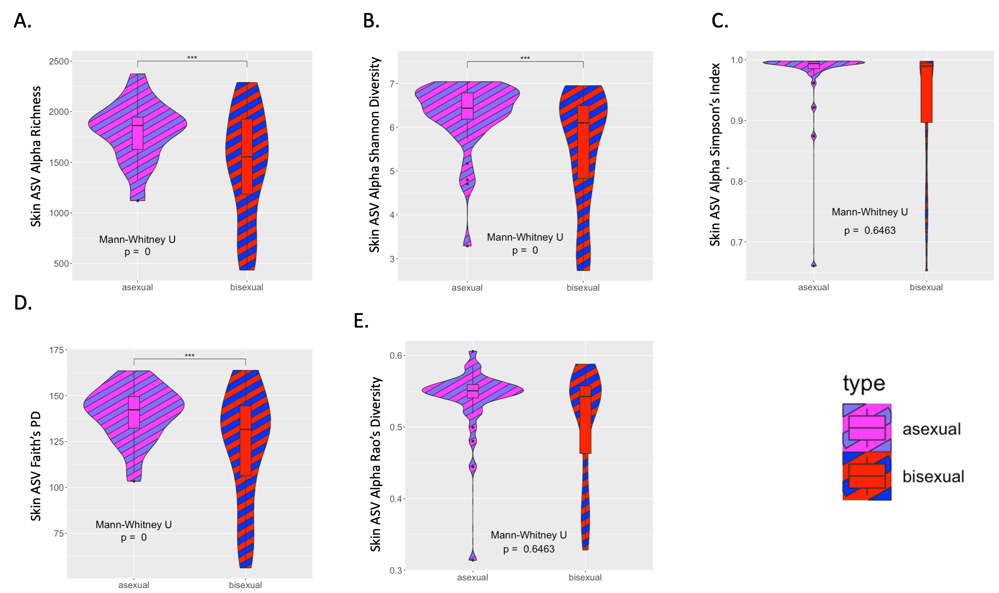 A.
Skin ASV Alpha Richness
2500
2000
1500
1000
500
***
Mann-Whitney U
p = 0
asexual
bisexual
B.
Skin ASV Alpha Shannon Diversity
7
6
5
4
3
***
Mann-Whitney U
p = 0
asexual
bisexual
C.
Skin ASV Alpha Simpson’s Index
1.0
0.9
0.8
0.7
Mann-Whitney U
p = 0.6463
asexual
bisexual
D.
Skin ASV Faith’s PD
175
150
125
100
75
***
Mann-Whitney U
p = 0
asexual
bisexual
E.
Skin ASV Alpha Rao’s Diversity
0.6
0.5
0.4
0.3
Mann-Whitney U
p = 0.6463
asexual
bisexual
type
asexual
bisexual